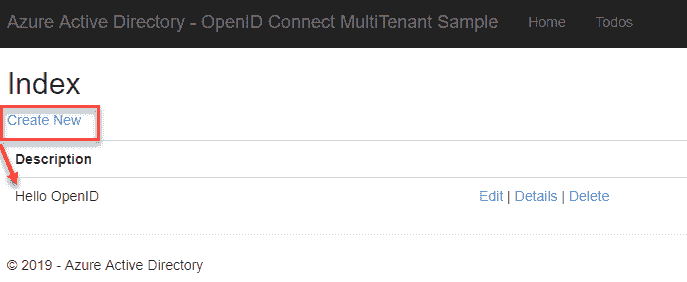 Azure Active Directory - OpenID Connect MultiTenant Sample Home Todos
Index
Create New
Description
Hello OpenID Edit | Details | Delete
© 2019 - Azure Active Directory